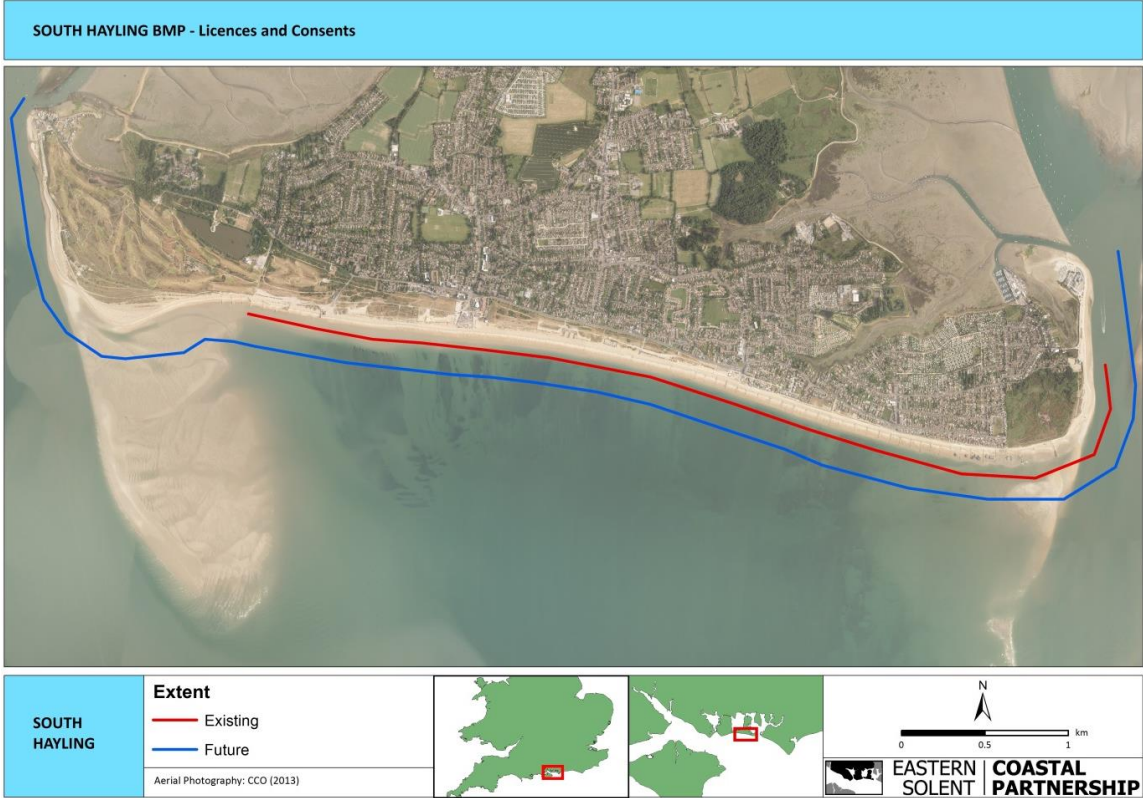 SOUTH HAYLING BMP - Licences and Consents
SOUTH
HAYLING
Extent
Existing
Future
Aerial Photography: CCO (2013)
N
km
0 0.5 1
EASTERN
SOLENT
COASTAL
PARTNERSHIP